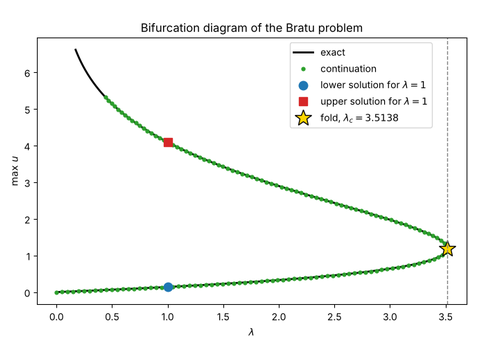 Bifurcation diagram of the Bratu problem
exact
continuation
lower solution for λ = 1
upper solution for λ = 1
fold, λc = 3.5138
max u
6
5
4
3
2
1
0
0.0 0.5 1.0 1.5 2.0 2.5 3.0 3.5
λ